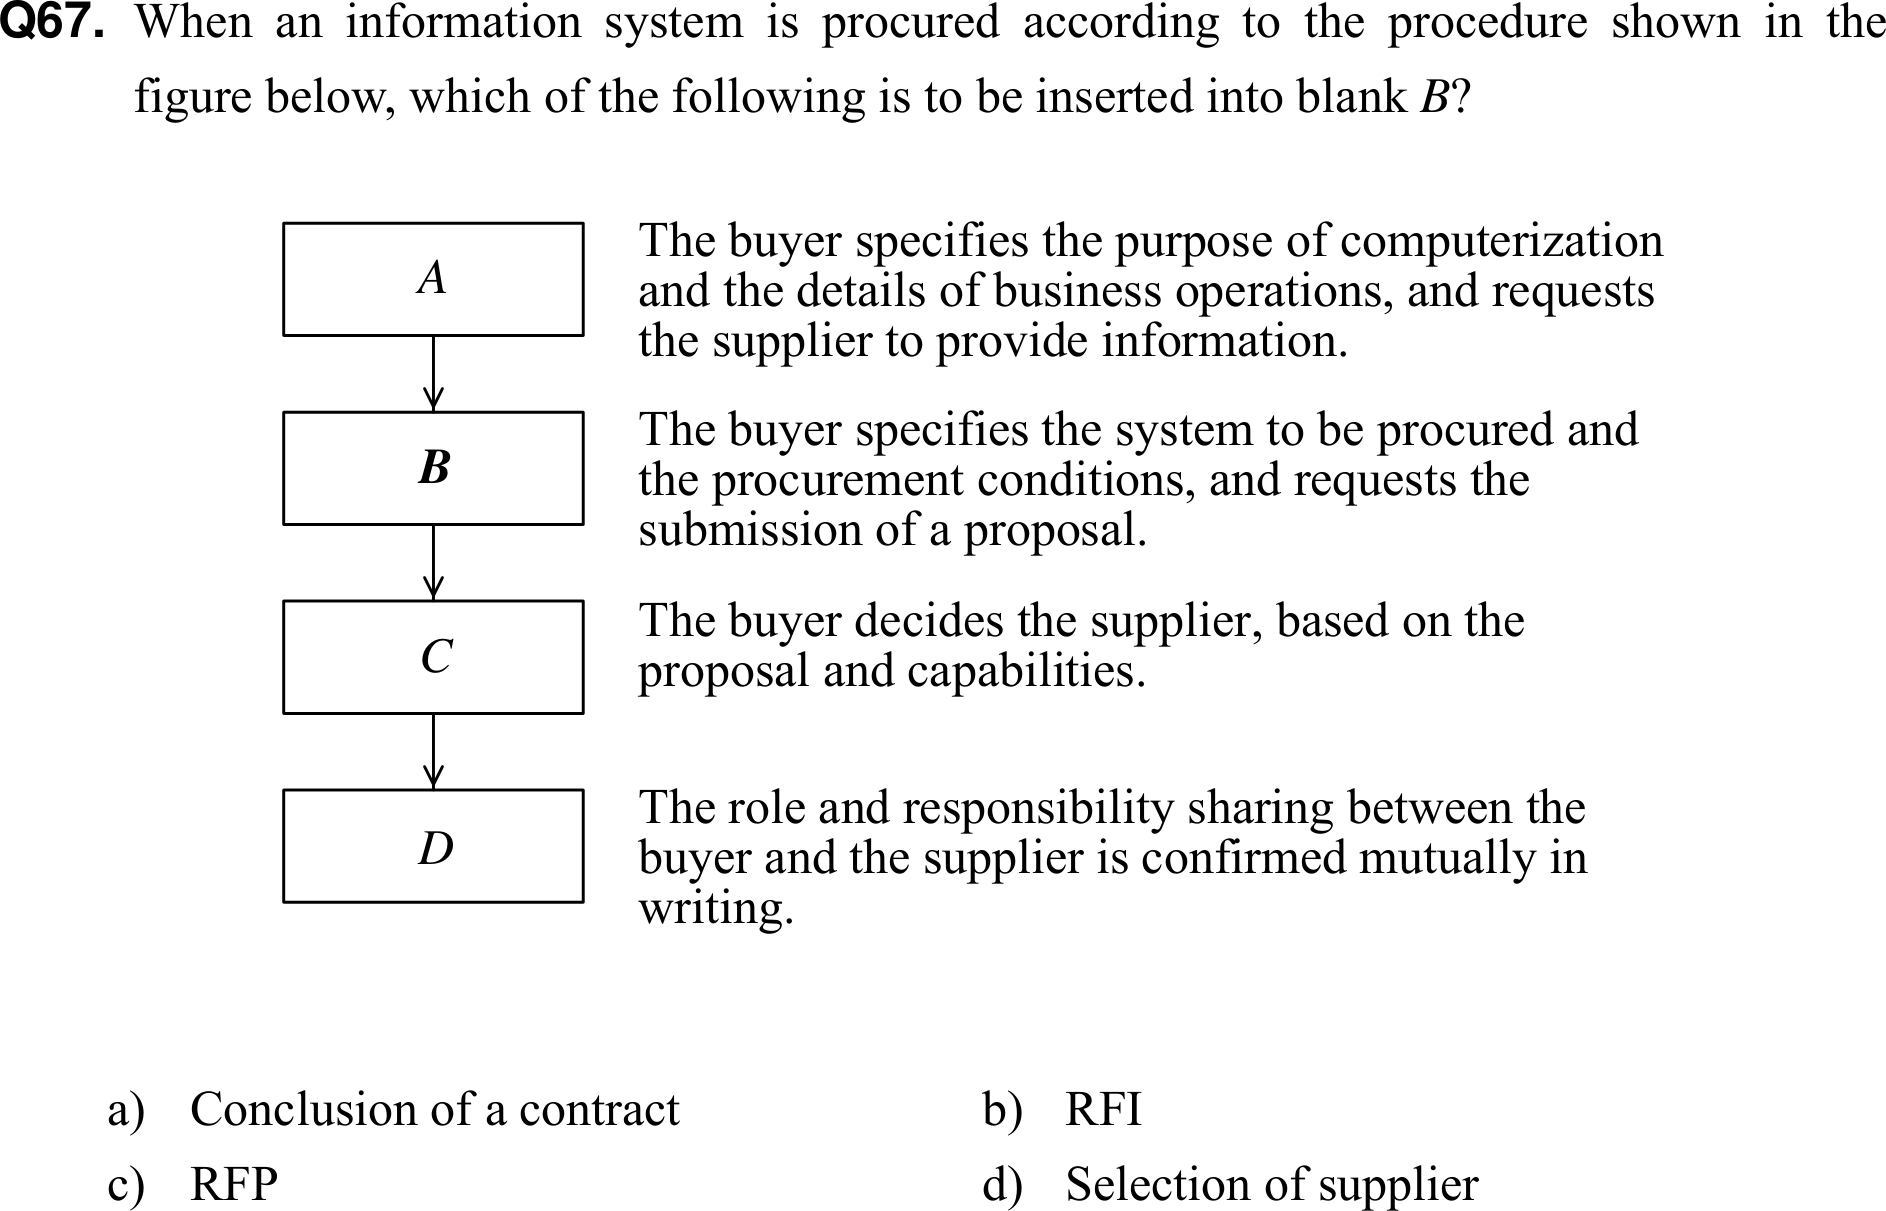 Q67. When an information system is procured according to the procedure shown in the
figure below, which of the following is to be inserted into blank B?
A
The buyer specifies the purpose of computerization
and the details of business operations, and requests
the supplier to provide information.
B
The buyer specifies the system to be procured and
the procurement conditions, and requests the
submission of a proposal.
C
The buyer decides the supplier, based on the
proposal and capabilities.
D
The role and responsibility sharing between the
buyer and the supplier is confirmed mutually in
writing.
a) Conclusion of a contract
b) RFI
c) RFP
d) Selection of supplier